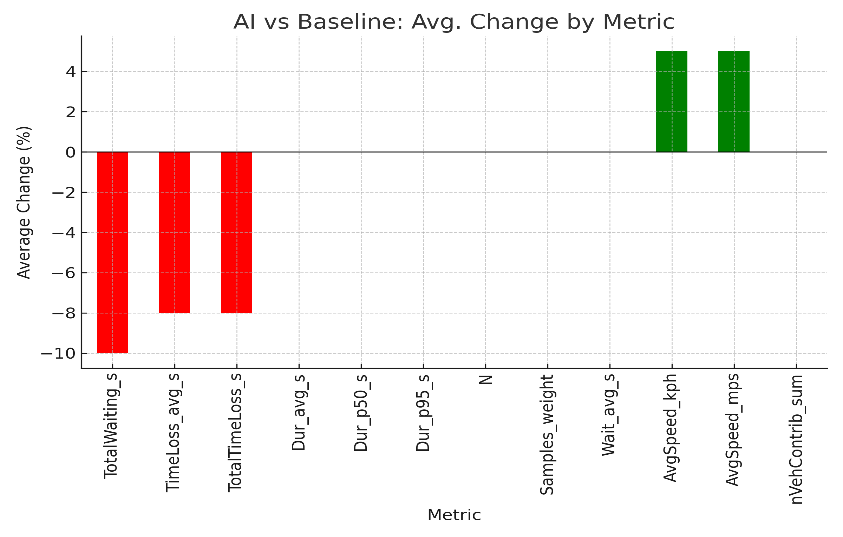 AI vs Baseline: Avg. Change by Metric
Average Change (%)
4
2
0
−2
−4
−6
−8
−10
TotalWaiting_s
TimeLoss_avg_s
TotalTimeLoss_s
Dur_avg_s
Dur_p50_s
Dur_p95_s
N
Samples_weight
Wait_avg_s
AvgSpeed_kph
AvgSpeed_mps
nVehContrib_sum
Metric